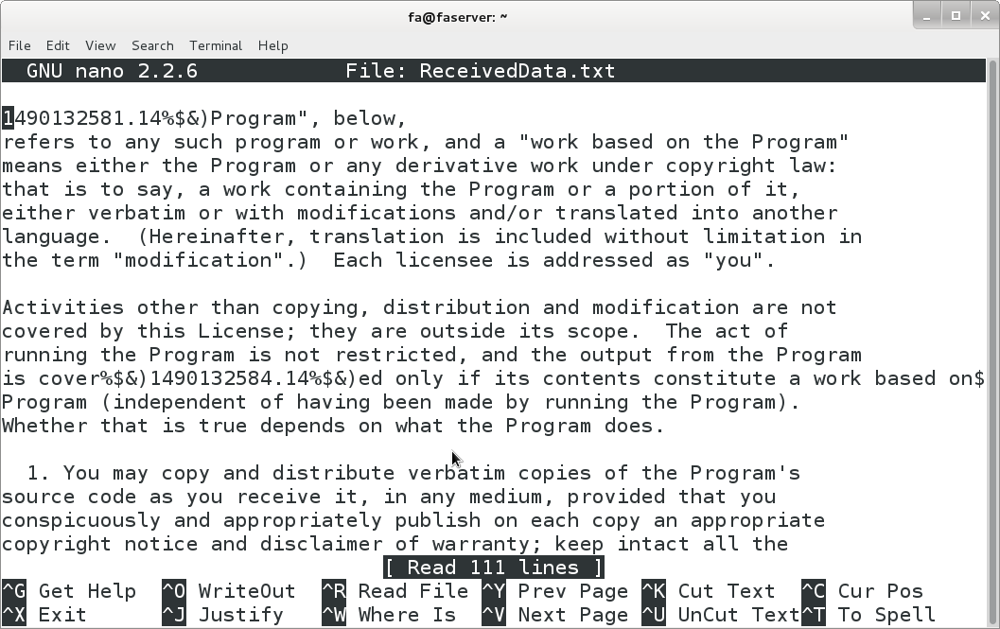 fa@faserver: ~
File Edit View Search Terminal Help
GNU nano 2.2.6 File: ReceivedData.txt
1490132581.14%$&)Program", below,
refers to any such program or work, and a "work based on the Program"
means either the Program or any derivative work under copyright law:
that is to say, a work containing the Program or a portion of it,
either verbatim or with modifications and/or translated into another
language.  (Hereinafter, translation is included without limitation in
the term "modification".)  Each licensee is addressed as "you".
Activities other than copying, distribution and modification are not
covered by this License; they are outside its scope.  The act of
running the Program is not restricted, and the output from the Program
is cover%$&)1490132584.14%$&)ed only if its contents constitute a work based on$
Program (independent of having been made by running the Program).
Whether that is true depends on what the Program does.
1. You may copy and distribute verbatim copies of the Program's
source code as you receive it, in any medium, provided that you
conspicuously and appropriately publish on each copy an appropriate
copyright notice and disclaimer of warranty; keep intact all the
[ Read 111 lines ]
^G Get Help ^O WriteOut ^R Read File ^Y Prev Page ^K Cut Text ^C Cur Pos
^X Exit ^J Justify ^W Where Is ^V Next Page ^U UnCut Text ^T To Spell